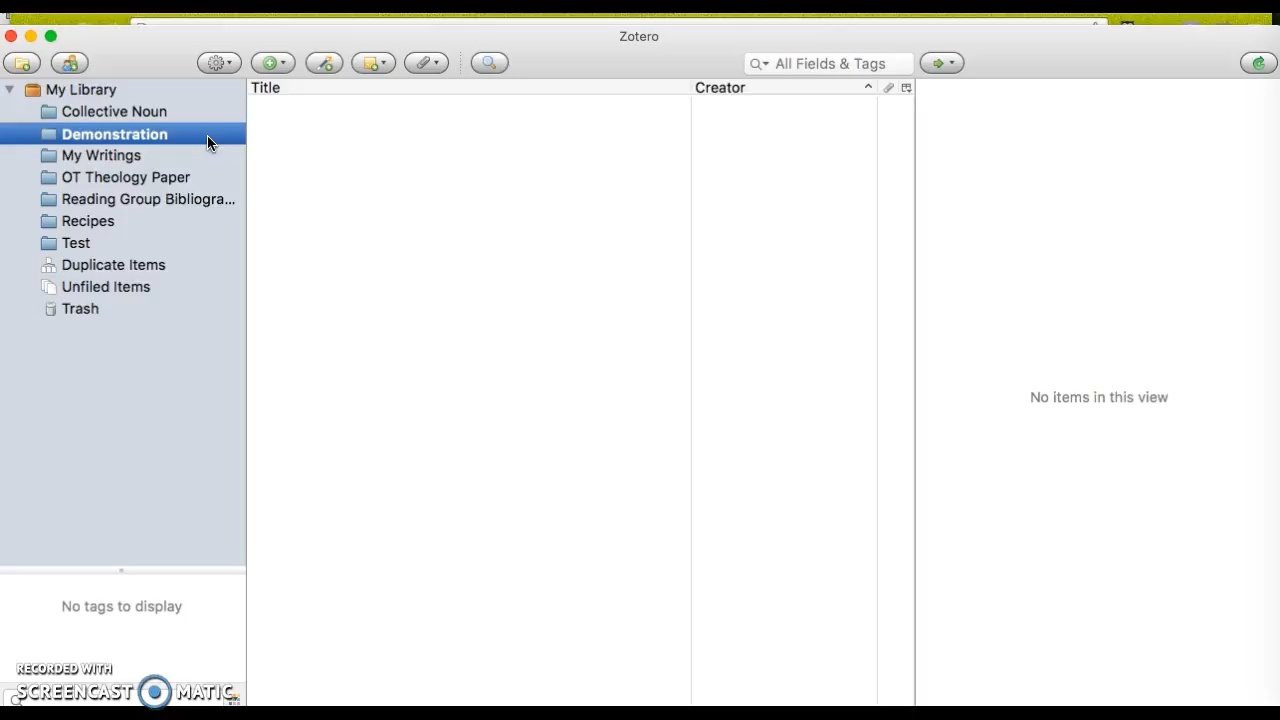 Zotero
All Fields & Tags
My Library
Collective Noun
Demonstration
My Writings
OT Theology Paper
Reading Group Bibliogra...
Recipes
Test
Duplicate Items
Unfiled Items
Trash
Title
Creator
No items in this view
No tags to display
RECORDED WITH
SCREENCAST MATIC